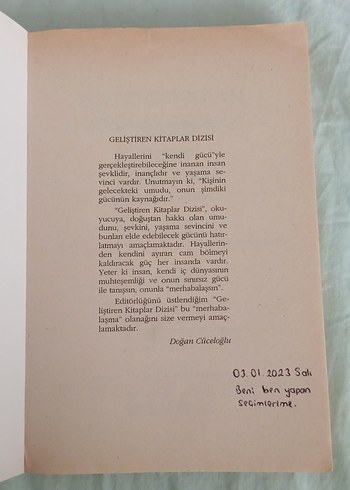 GELİŞTİREN KİTAPLAR DİZİSİ
Hayallerini "kendi gücü"yle
gerçekleştirebileceğine inanan insan
şevklidir, inançlıdır ve yaşama se-
vinci vardır. Unutmayın ki, "Kişinin
gelecekteki umudu, onun şimdiki
gücünün kaynağıdır."
"Geliştiren Kitaplar Dizisi", oku-
yucuya, doğuştan hakkı olan umu-
dunu, şevkini, yaşama sevincini ve
bunları elde edebilecek gücünü hatır-
latmayı amaçlamaktadır. Hayallerin-
den kendini ayıran cam bölmeyi
kaldıracak güç her insanda vardır.
Yeter ki insan, kendi iç dünyasının
muhteşemliği ve onun sınırsız gücü
ile tanışsın, onunla "merhabalaşın".
Editörlüğünü üstlendiğim "Ge-
liştiren Kitaplar Dizisi" bu "merhaba-
laşma" olanağını size vermeyi amaç-
lamaktadır.
Doğan Cüceloğlu
03.01.2023 Salı
Beni ben yapan
seçimlerime.